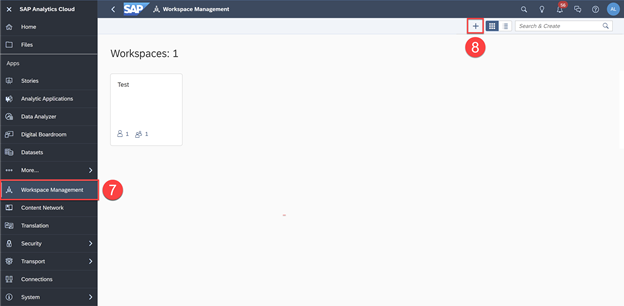 SAP Analytics Cloud
SAP Workspace Management
56
AL
Home
Files
Apps
Stories
Analytic Applications
Data Analyzer
Digital Boardroom
Datasets
More...
Workspace Management
Content Network
Translation
Security
Transport
Connections
System
7
8
Search & Create
Workspaces: 1
Test
1 1